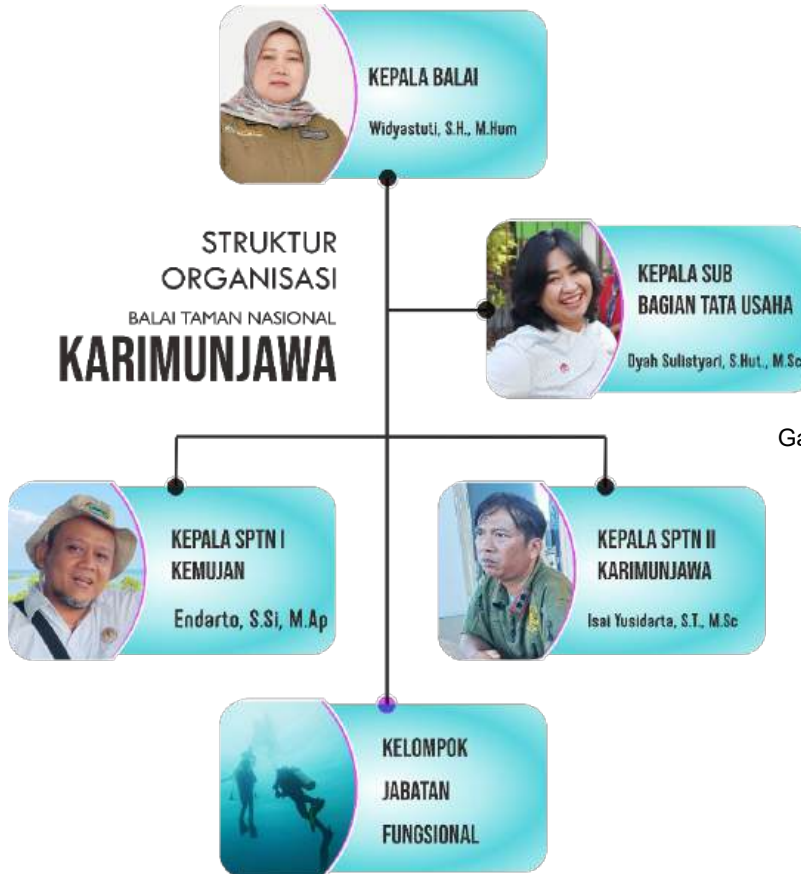 KEPALA BALAI
Widyastuti, S.H., M.Hum
STRUKTUR
ORGANISASI
BALAI TAMAN NASIONAL
KARIMUNJAWA
KEPALA SUB
BAGIAN TATA USAHA
Dyah Sulistyari, S.Hut., M.Sc
Ga
KEPALA SPTN I
KEMUJAN
Endarto, S.Si, M.Ap
KEPALA SPTN II
KARIMUNJAWA
Isai Yusidarta, S.T., M.Sc
KELOMPOK
JABATAN
FUNGSIONAL